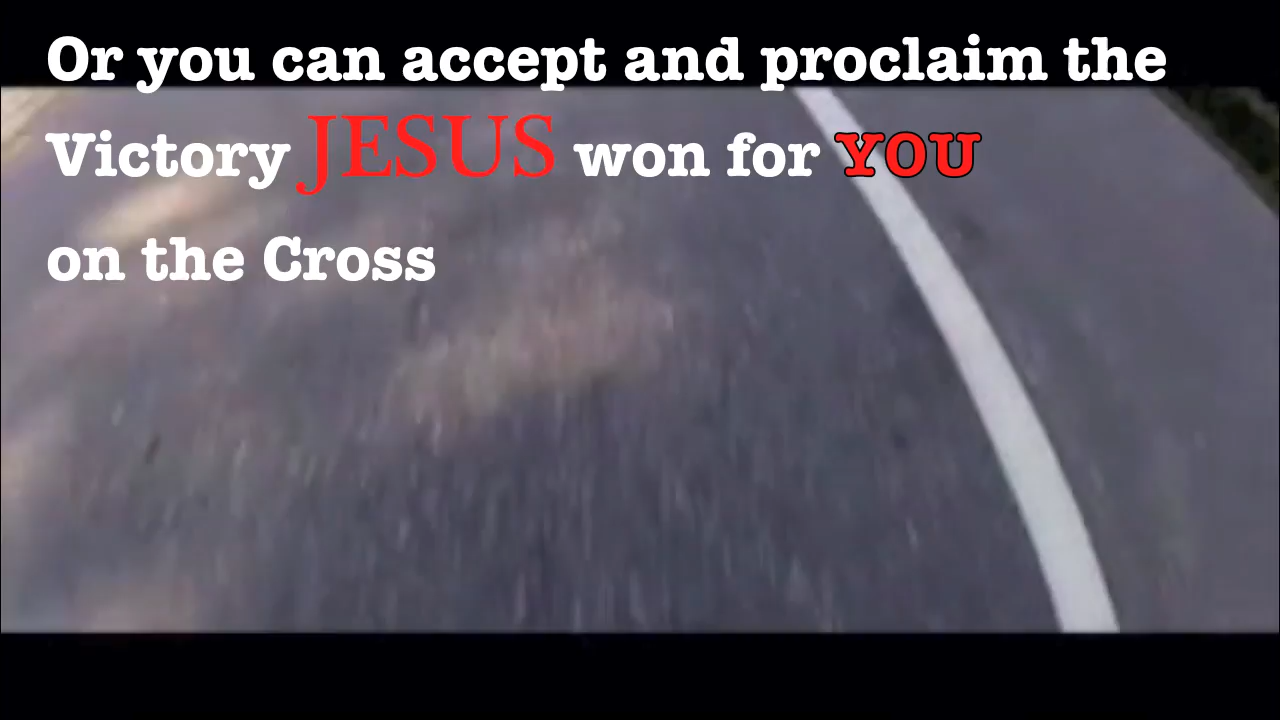 Or you can accept and proclaim the
Victory JESUS won for YOU
on the Cross